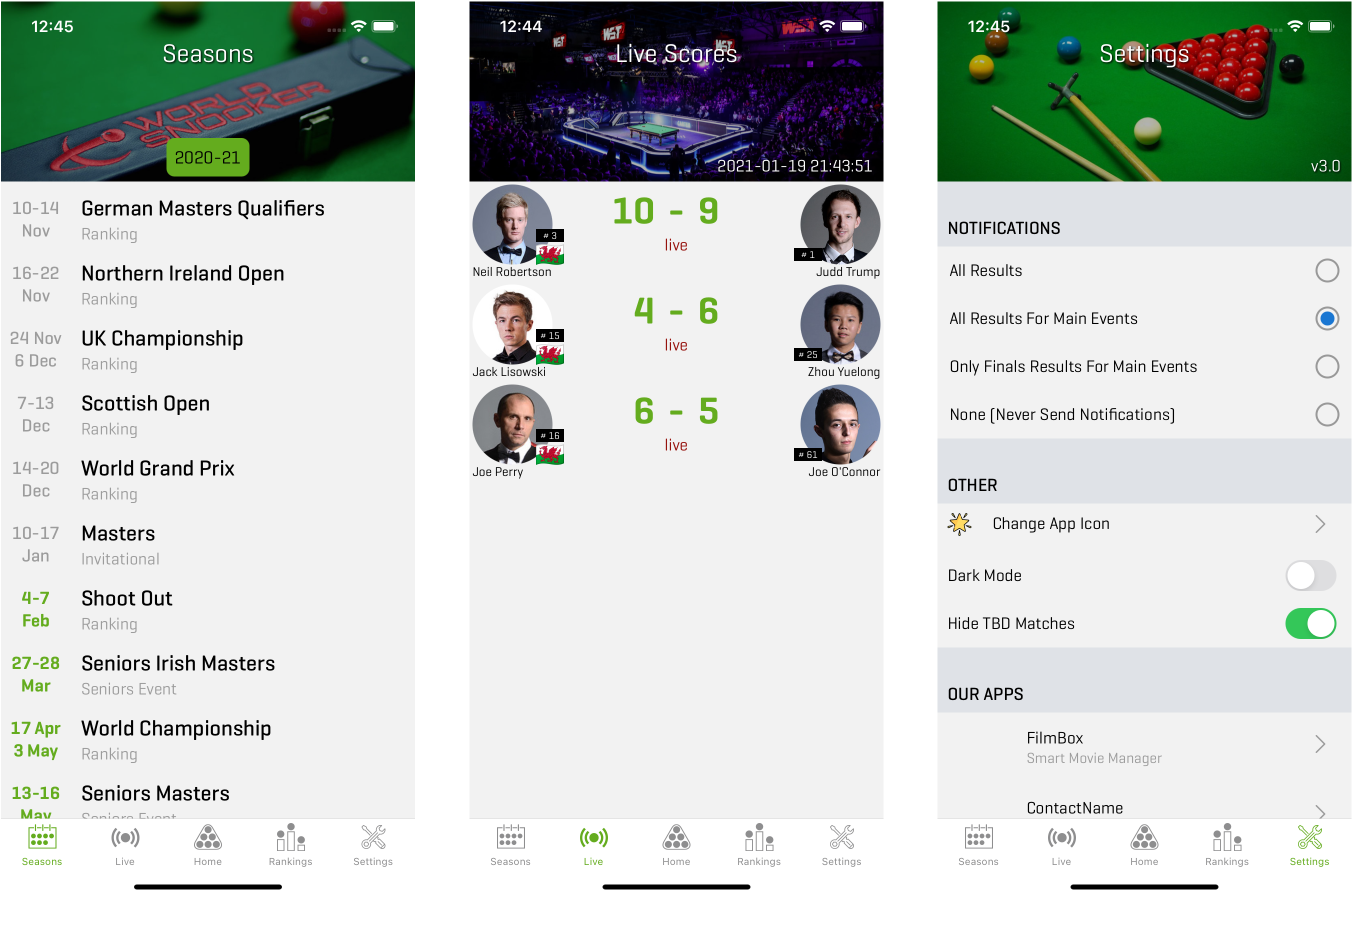 12:45
Seasons
WORLD
SNOOKER
2020-21
10-14
Nov
German Masters Qualifiers
Ranking
16-22
Nov
Northern Ireland Open
Ranking
24 Nov
6 Dec
UK Championship
Ranking
7-13
Dec
Scottish Open
Ranking
14-20
Dec
World Grand Prix
Ranking
10-17
Jan
Masters
Invitational
4-7
Feb
Shoot Out
Ranking
27-28
Mar
Seniors Irish Masters
Seniors Event
17 Apr
3 May
World Championship
Ranking
13-16
May
Seniors Masters
Seniors Event
Seasons
Live
Home
Rankings
Settings
12:44
WST
WST
WST
WST
Live Scores
2021-01-19 21:43:51
# 3
Neil Robertson
10 - 9
live
# 1
Judd Trump
# 15
Jack Lisowski
4 - 6
live
# 25
Zhou Yuelong
# 16
Joe Perry
6 - 5
live
# 61
Joe O'Connor
Seasons
Live
Home
Rankings
Settings
12:45
Settings
v3.0
NOTIFICATIONS
All Results
All Results For Main Events
Only Finals Results For Main Events
None (Never Send Notifications)
OTHER
Change App Icon
Dark Mode
Hide TBD Matches
OUR APPS
FilmBox
Smart Movie Manager
ContactName
Seasons
Live
Home
Rankings
Settings